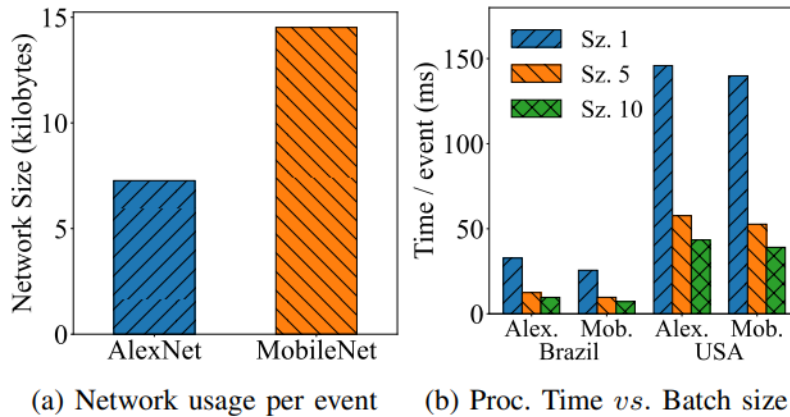 Network Size (kilobytes)
15
10
5
0
AlexNet MobileNet
(a) Network usage per event
Time / event (ms)
150
100
50
0
Sz. 1
Sz. 5
Sz. 10
Alex. Mob. Alex. Mob.
Brazil USA
(b) Proc. Time vs. Batch size